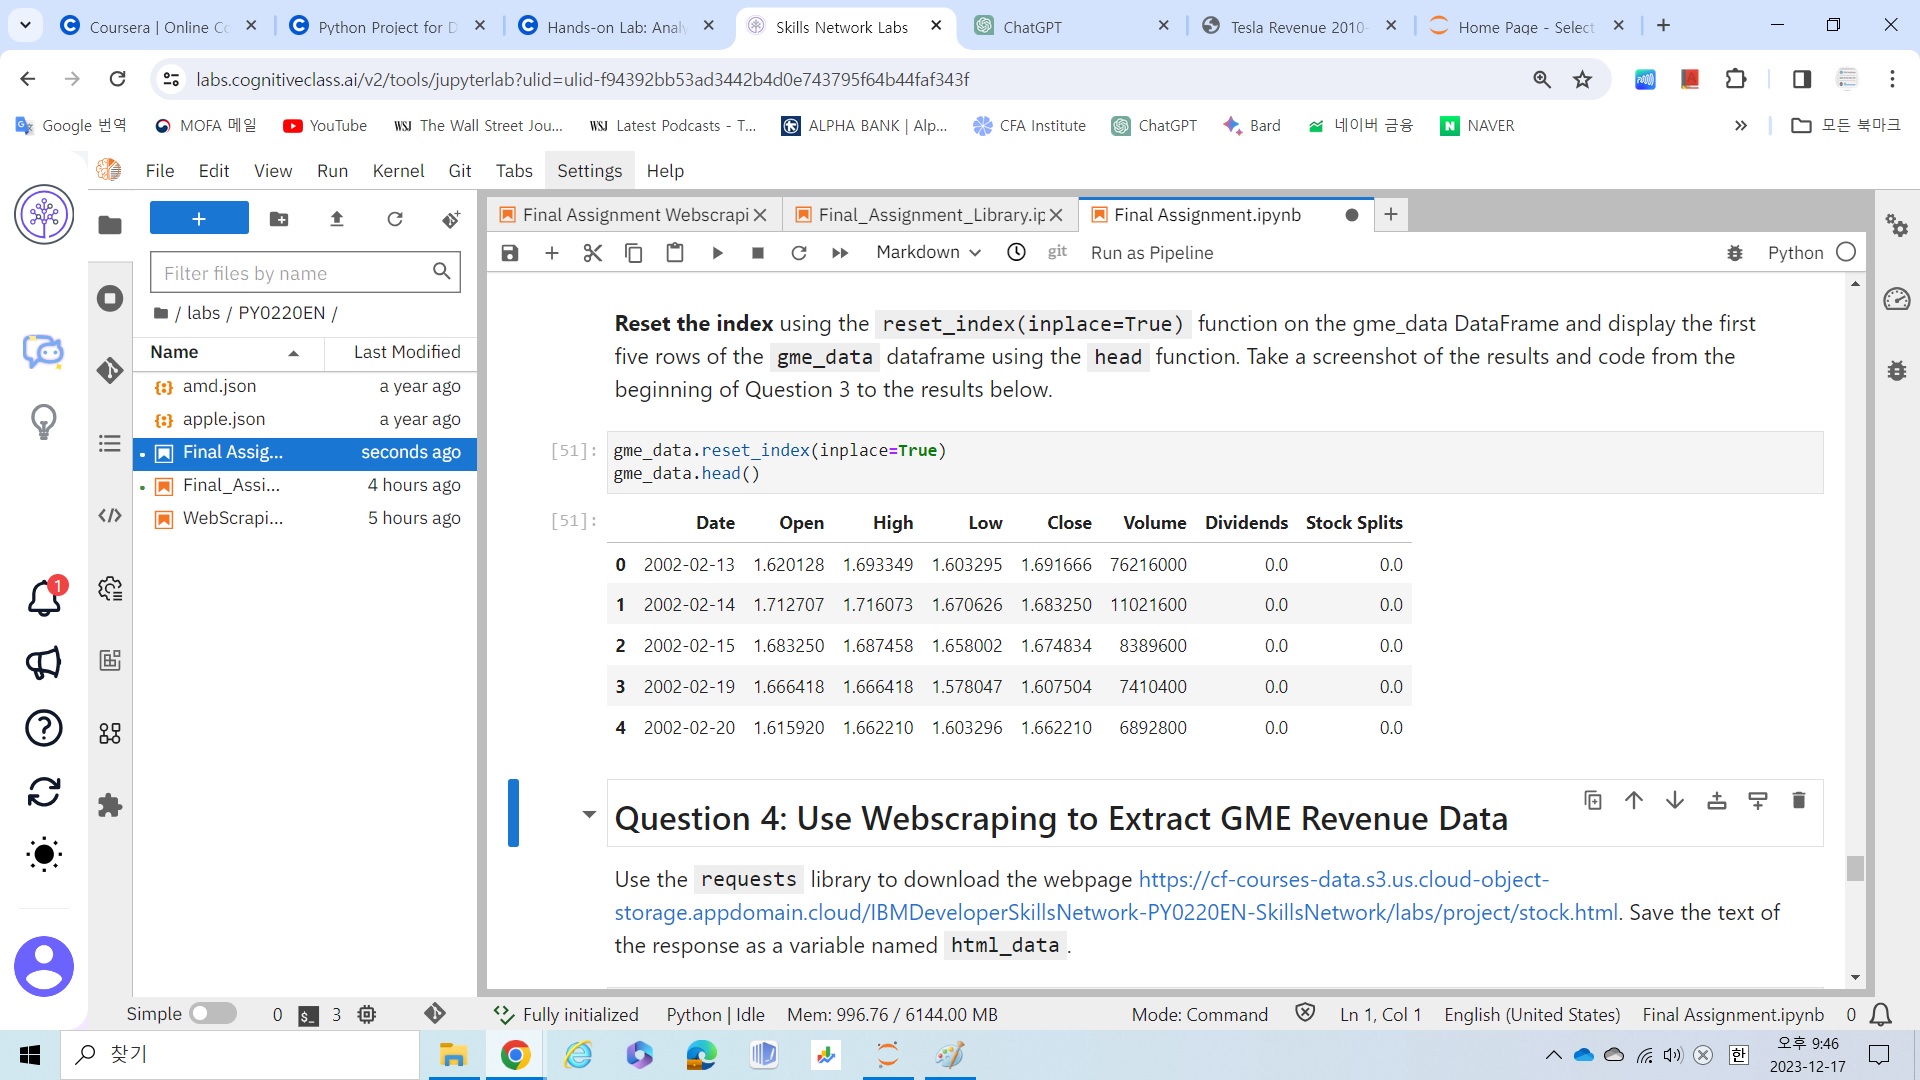 Coursera | Online Co
Python Project for D
Hands-on Lab: Analy
Skills Network Labs
ChatGPT
Tesla Revenue 2010-
Home Page - Select
labs.cognitiveclass.ai/v2/tools/jupyterlab?ulid=ulid-f94392bb53ad3442b4d0e743795f64b44faf343f
Google 번역
MOFA 메일
YouTube
WSJ The Wall Street Jou...
WSJ Latest Podcasts - T...
ALPHA BANK | Alp...
CFA Institute
ChatGPT
Bard
네이버 금융
N NAVER
»
모든 북마크
File Edit View Run Kernel Git Tabs Settings Help
Final Assignment Webscrapi
Final_Assignment_Library.ip
Final Assignment.ipynb
Markdown
git
Run as Pipeline
Python
Filter files by name
/ labs / PY0220EN /
Name Last Modified
amd.json a year ago
apple.json a year ago
Final Assig... seconds ago
Final_Assi... 4 hours ago
WebScrapi... 5 hours ago
1
Reset the index using the reset_index(inplace=True) function on the gme_data DataFrame and display the first
five rows of the gme_data dataframe using the head function. Take a screenshot of the results and code from the
beginning of Question 3 to the results below.
[51]: gme_data.reset_index(inplace=True)
gme_data.head()
[51]: Date Open High Low Close Volume Dividends Stock Splits
0 2002-02-13 1.620128 1.693349 1.603295 1.691666 76216000 0.0 0.0
1 2002-02-14 1.712707 1.716073 1.670626 1.683250 11021600 0.0 0.0
2 2002-02-15 1.683250 1.687458 1.658002 1.674834 8389600 0.0 0.0
3 2002-02-19 1.666418 1.666418 1.578047 1.607504 7410400 0.0 0.0
4 2002-02-20 1.615920 1.662210 1.603296 1.662210 6892800 0.0 0.0
Question 4: Use Webscraping to Extract GME Revenue Data
Use the requests library to download the webpage https://cf-courses-data.s3.us.cloud-object-
storage.appdomain.cloud/IBMDeveloperSkillsNetwork-PY0220EN-SkillsNetwork/labs/project/stock.html. Save the text of
the response as a variable named html_data.
Simple 0 $_ 3 Fully initialized Python | Idle Mem: 996.76 / 6144.00 MB Mode: Command Ln 1, Col 1 English (United States) Final Assignment.ipynb 0
찾기
한
오후 9:46
2023-12-17